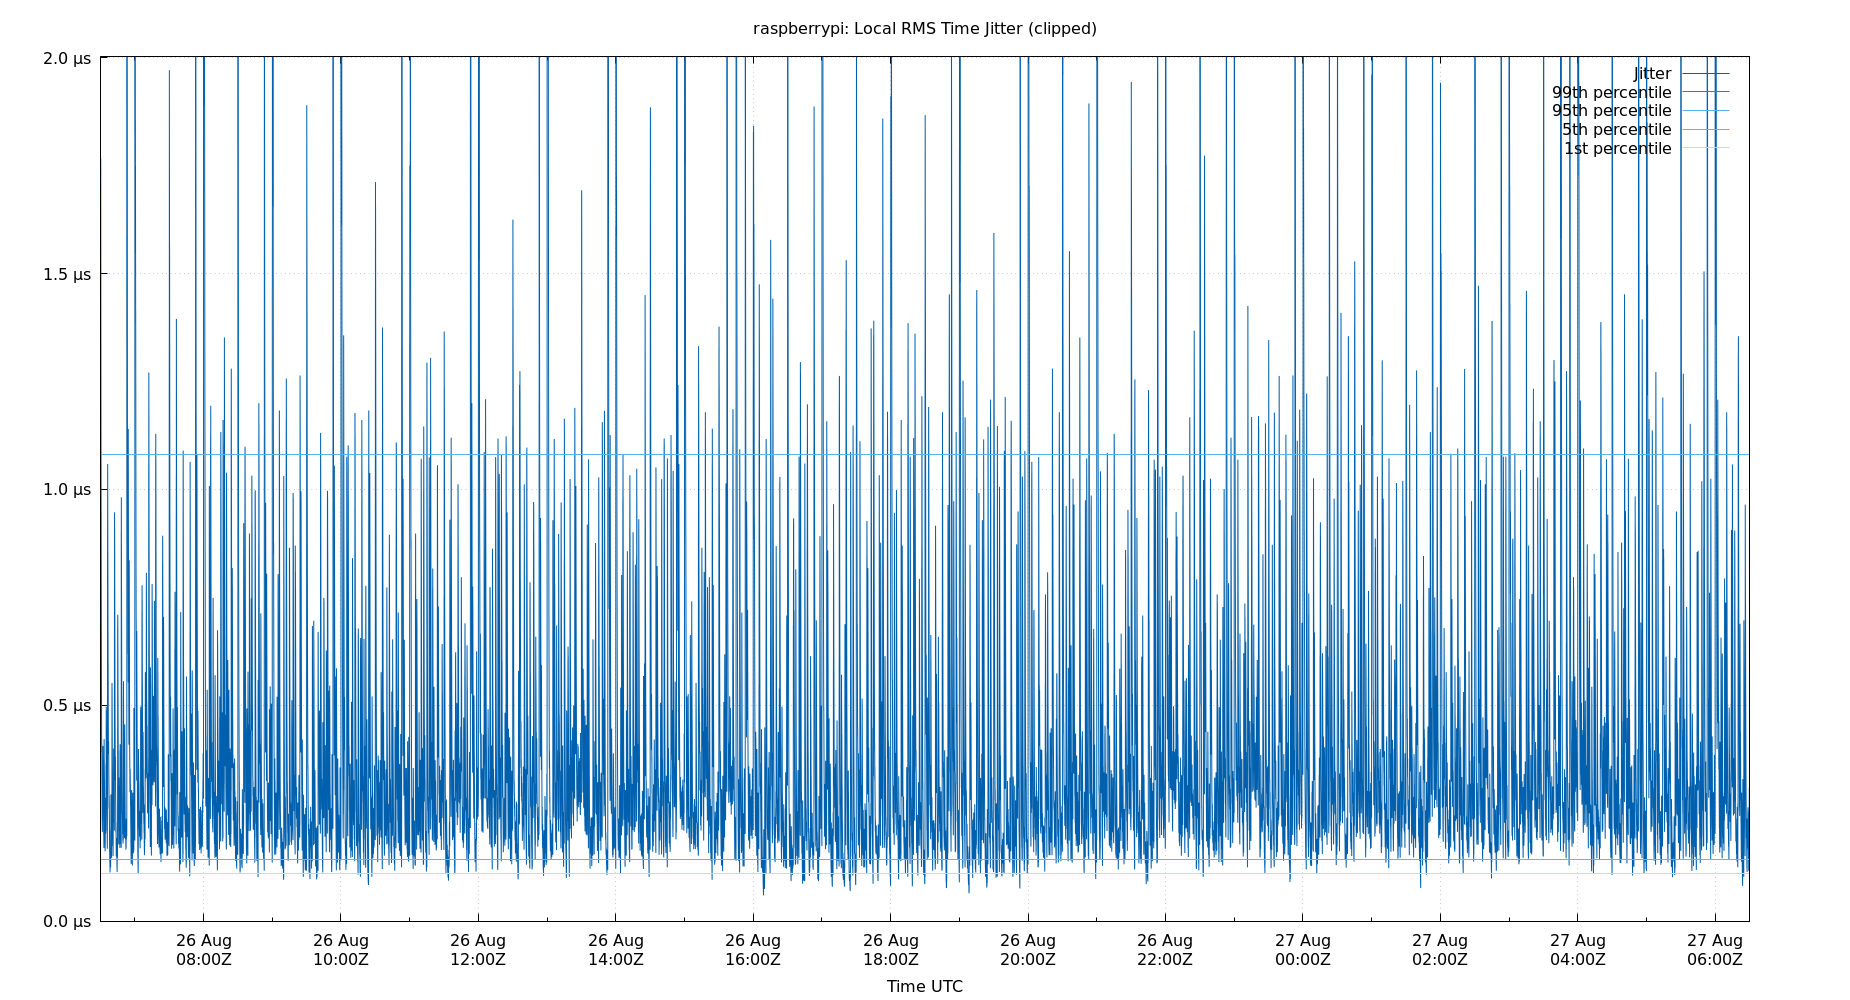 raspberrypi: Local RMS Time Jitter (clipped)
2.0 µs
1.5 µs
1.0 µs
0.5 µs
0.0 µs
Jitter
99th percentile
95th percentile
5th percentile
1st percentile
26 Aug 26 Aug 26 Aug 26 Aug 26 Aug 26 Aug 26 Aug 26 Aug 27 Aug 27 Aug 27 Aug 27 Aug
08:00Z 10:00Z 12:00Z 14:00Z 16:00Z 18:00Z 20:00Z 22:00Z 00:00Z 02:00Z 04:00Z 06:00Z
Time UTC